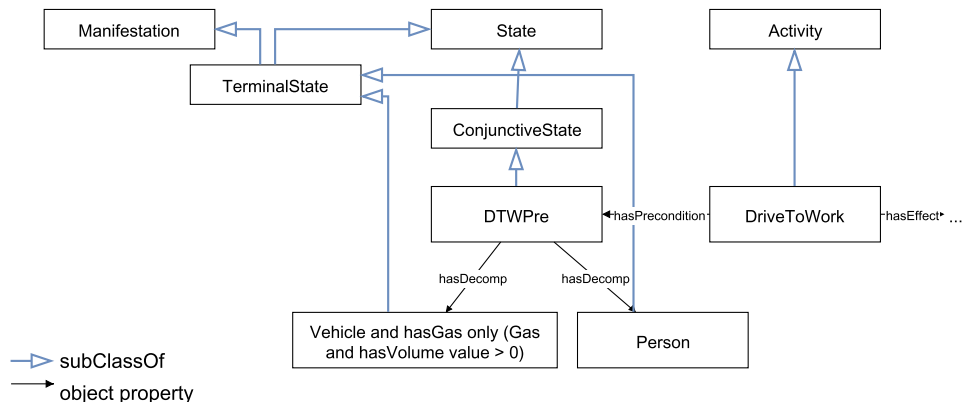 Manifestation
State
Activity
TerminalState
ConjunctiveState
DTWPre
hasPrecondition
DriveToWork
hasEffect
...
hasDecomp
hasDecomp
Vehicle and hasGas only (Gas
and hasVolume value > 0)
Person
subClassOf
object property